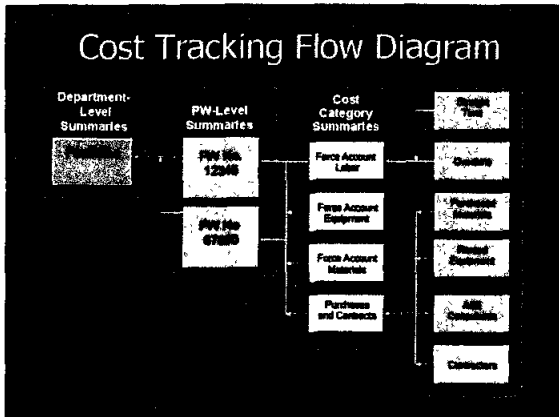 Cost Tracking Flow Diagram
Department-
Level
Summaries
PW-Level
Summaries
Cost
Category
Summaries
PW No.
12345
PW No
Force Account
Labor
Force Account
Equipment
Force Account
Materials
Purchases
and Contracts
Time
Overtime
Purchased
Materials
Rented
Equipment
A&E
Consultants
Contractors